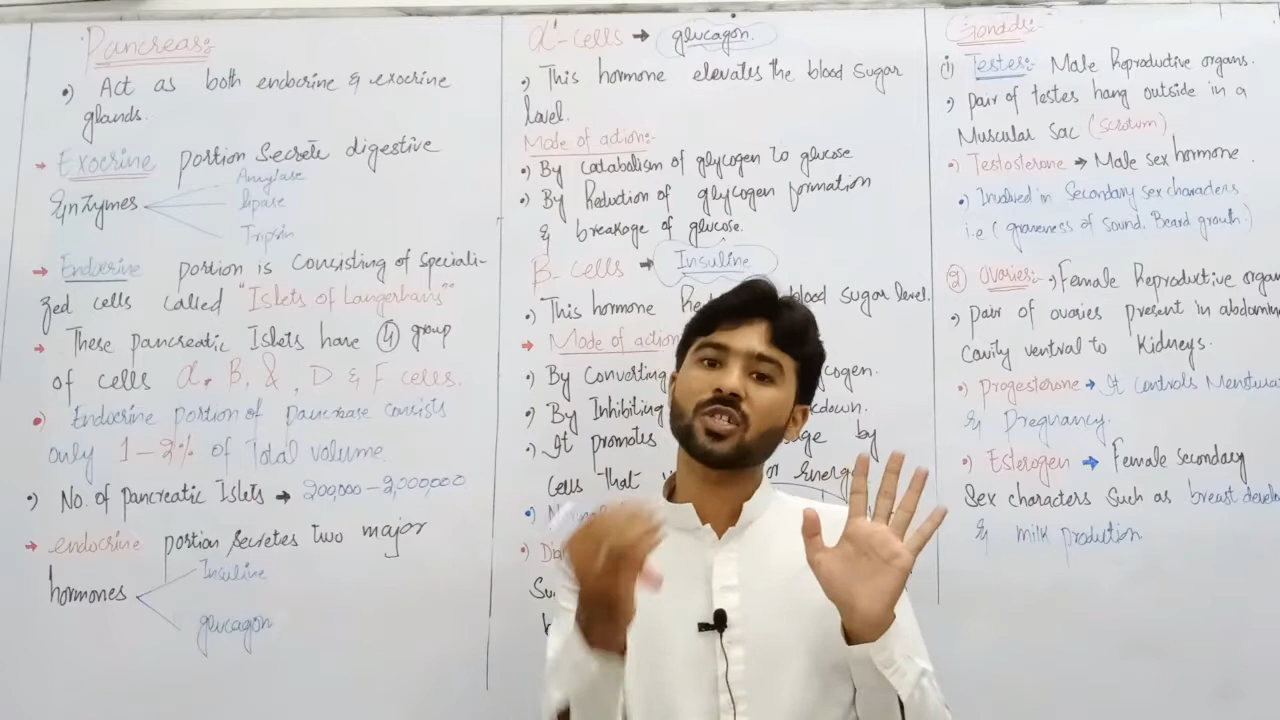 Pancreas:-
•) Act as both endocrine & exocrine
glands.
→ Exocrine portion Secrete digestive
Enzymes
Amylase
lipase
Tripsin
→ Endocrine portion is Consisting of Speciali-
zed cells called "Islets of Langerhans"
→ These pancreatic Islets have (4) group
of cells α, B, &, D & F cells.
•) Endocrine portion of pancrease consists
only 1-2% of Total volume.
•) No. of pancreatic Islets → 200,000-2,000,000
→ endocrine portion secretes two major
hormones
Insuline
glucagon
α-cells → glucagon.
•) This hormone elevates the blood sugar
level.
Mode of action:-
•) By catabolism of glycogen to glucose
•) By Reduction of glycogen formation
& breakage of glucose.
B-cells → Insuline
•) This hormone blood sugar level.
→ Mode of action
•) By Converting
•) By Inhibiting
•) It promotes by
cells that Energy
Gonads:-
(i) Testes:- Male Reproductive organs.
•) pair of testes hang outside in a
Muscular Sac (Scrotum)
•) Testosterone → Male sex hormone.
•) Involved in Secondary sex characters
i.e ( graveness of Sound, Beard growth.)
(2) Ovaries:-•) Female Reproductive organ
•) pair of ovaries present in abdomin
Cavity ventral to Kidneys.
•) Progesterone → It Controls Menstrua
& Pregnancy.
•) Esterogen → Female Secondary
Sex characters Such as breast devel
& milk prodution